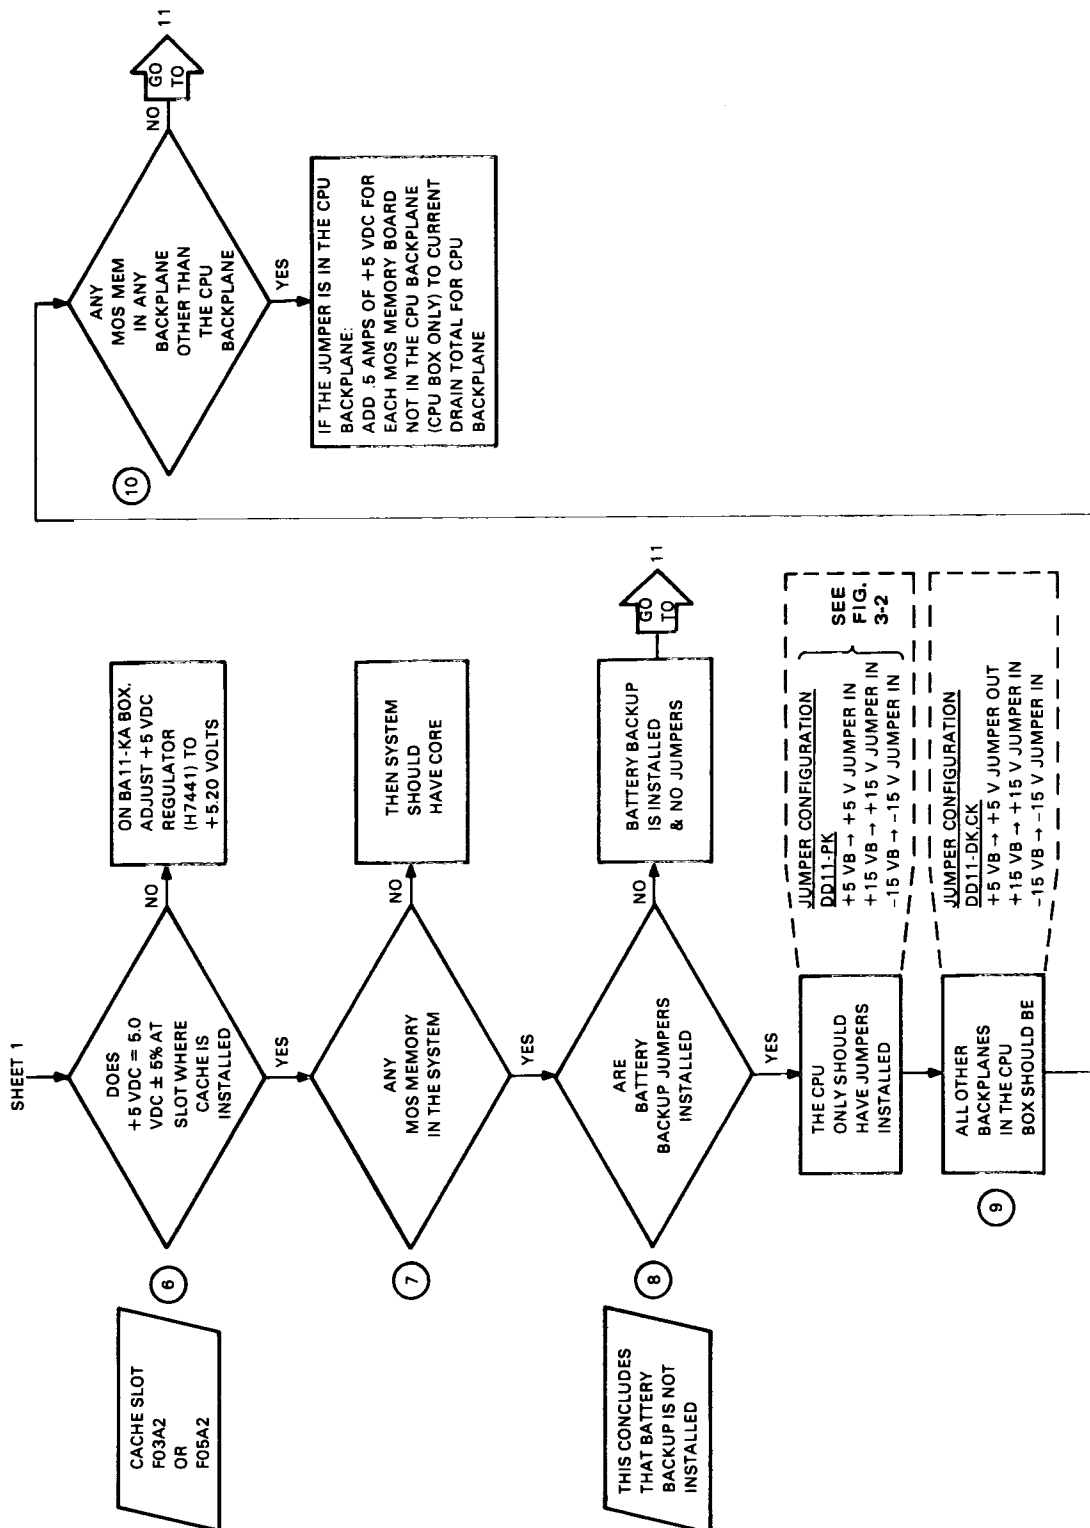 SHEET 1
CACHE SLOT
F03A2
OR
F05A2
6
DOES
+5 VDC = 5.0
VDC ± 5% AT
SLOT WHERE
CACHE IS
INSTALLED
NO
ON BA11-KA BOX.
ADJUST +5 VDC
REGULATOR
(H7441) TO
+5.20 VOLTS
YES
7
ANY
MOS MEMORY
IN THE SYSTEM
NO
THEN SYSTEM
SHOULD
HAVE CORE
YES
THIS CONCLUDES
THAT BATTERY
BACKUP IS NOT
INSTALLED
8
ARE
BATTERY
BACKUP JUMPERS
INSTALLED
NO
BATTERY BACKUP
IS INSTALLED
& NO JUMPERS
GO
TO
11
YES
THE CPU
ONLY SHOULD
HAVE JUMPERS
INSTALLED
JUMPER CONFIGURATION
DD11-PK
+5 VB → +5 V JUMPER IN
+15 VB → +15 V JUMPER IN
-15 VB → -15 V JUMPER IN
SEE
FIG.
3-2
9
ALL OTHER
BACKPLANES
IN THE CPU
BOX SHOULD BE
JUMPER CONFIGURATION
DD11-DK,CK
+5 VB → +5 V JUMPER OUT
+15 VB → +15 V JUMPER IN
-15 VB → -15 V JUMPER IN
10
ANY
MOS MEM
IN ANY
BACKPLANE
OTHER THAN
THE CPU
BACKPLANE
NO
GO
TO
11
YES
IF THE JUMPER IS IN THE CPU
BACKPLANE:
ADD .5 AMPS OF +5 VDC FOR
EACH MOS MEMORY BOARD
NOT IN THE CPU BACKPLANE
(CPU BOX ONLY) TO CURRENT
DRAIN TOTAL FOR CPU
BACKPLANE